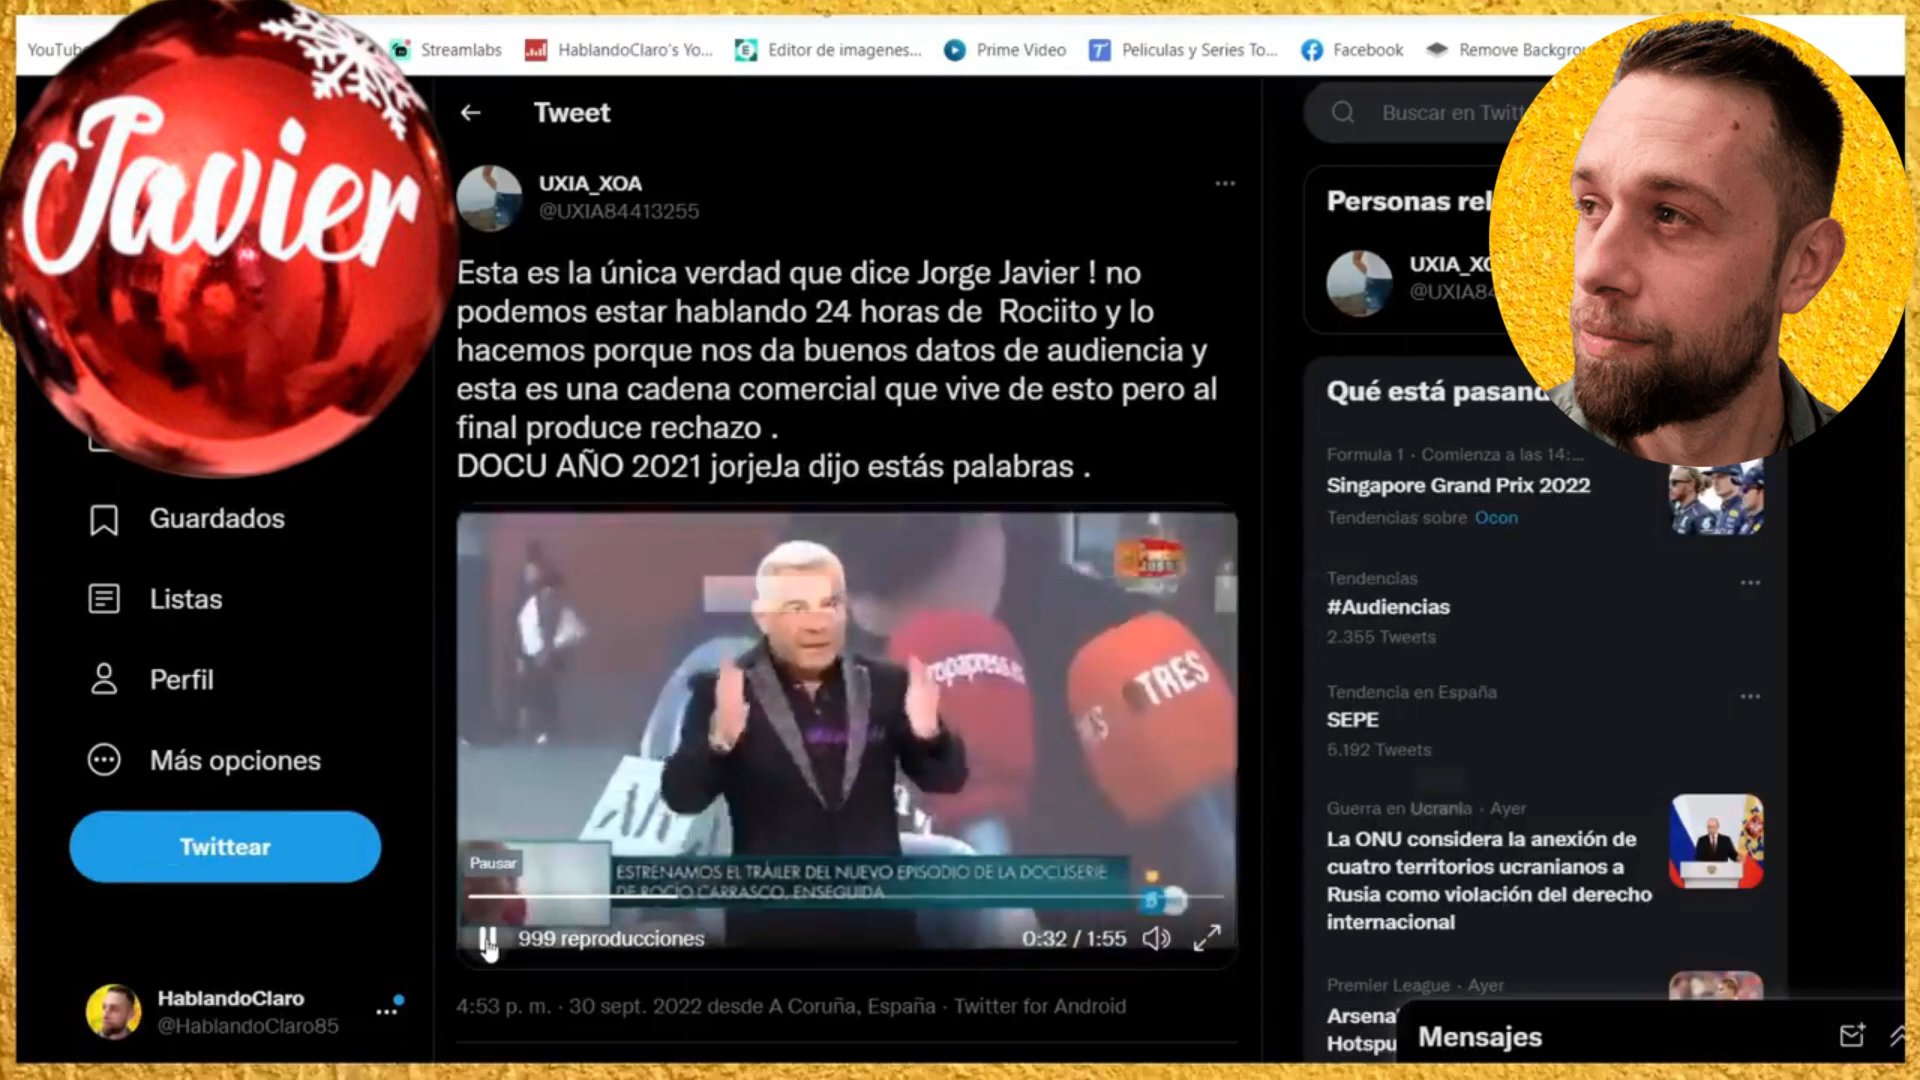 YouTube
Streamlabs
HablandoClaro's Yo...
Editor de imagenes...
Prime Video
Peliculas y Series To...
Facebook
Remove Backgrou
Javier
Tweet
Buscar en Twitt
UXIA_XOA
@UXIA84413255
Esta es la única verdad que dice Jorge Javier ! no
podemos estar hablando 24 horas de Rociito y lo
hacemos porque nos da buenos datos de audiencia y
esta es una cadena comercial que vive de esto pero al
final produce rechazo .
DOCU AÑO 2021 jorjeJa dijo estás palabras .
Guardados
Listas
Perfil
Más opciones
Twittear
HablandoClaro
@HablandoClaro85
ropapress.es
TRES
Pausar
ESTRENAMOS EL TRÁILER DEL NUEVO EPISODIO DE LA DOCUSERIE
DE ROCÍO CARRASCO, ENSEGUIDA
5
999 reproducciones
0:32 / 1:55
4:53 p. m. · 30 sept. 2022 desde A Coruña, España · Twitter for Android
Personas rel
UXIA_XO
@UXIA84
Qué está pasand
Formula 1 · Comienza a las 14:...
Singapore Grand Prix 2022
Tendencias sobre Ocon
Tendencias
#Audiencias
2.355 Tweets
Tendencia en España
SEPE
5.192 Tweets
Guerra en Ucrania · Ayer
La ONU considera la anexión de
cuatro territorios ucranianos a
Rusia como violación del derecho
internacional
Premier League · Ayer
Arsenal
Hotspu
Mensajes